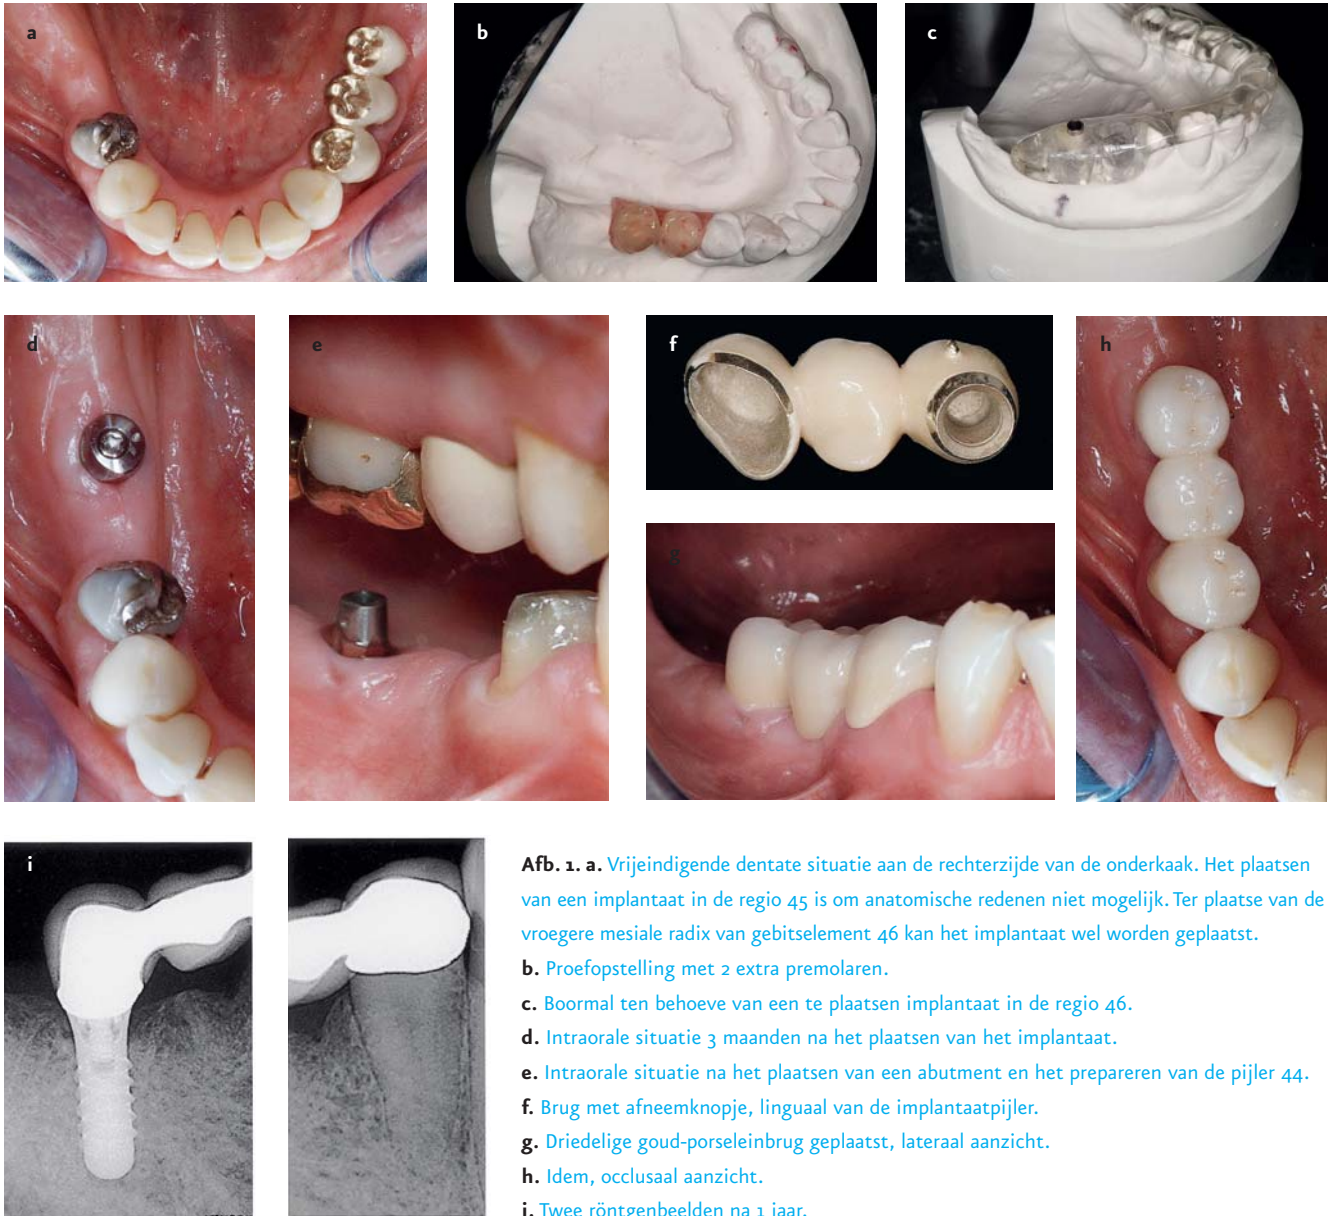 a
b
c
d
e
f
g
h
i
Afb. 1. a. Vrijeindigende dentate situatie aan de rechterzijde van de onderkaak. Het plaatsen
van een implantaat in de regio 45 is om anatomische redenen niet mogelijk. Ter plaatse van de
vroegere mesiale radix van gebitselement 46 kan het implantaat wel worden geplaatst.
b. Proefopstelling met 2 extra premolaren.
c. Boormal ten behoeve van een te plaatsen implantaat in de regio 46.
d. Intraorale situatie 3 maanden na het plaatsen van het implantaat.
e. Intraorale situatie na het plaatsen van een abutment en het prepareren van de pijler 44.
f. Brug met afneemknopje, linguaal van de implantaatpijler.
g. Driedelige goud-porseleinbrug geplaatst, lateraal aanzicht.
h. Idem, occlusaal aanzicht.
i. Twee röntgenbeelden na 1 jaar.